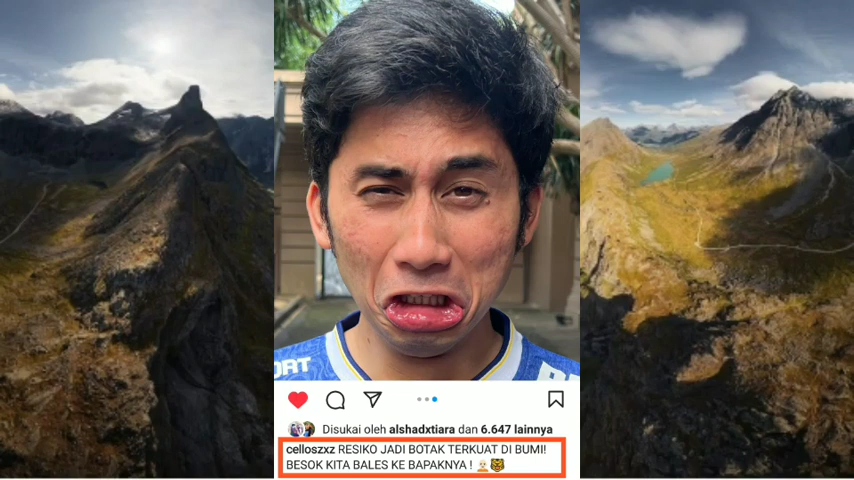 ORT
Disukai oleh alshadxtiara dan 6.647 lainnya
celloszxz RESIKO JADI BOTAK TERKUAT DI BUMI!
BESOK KITA BALES KE BAPAKNYA !